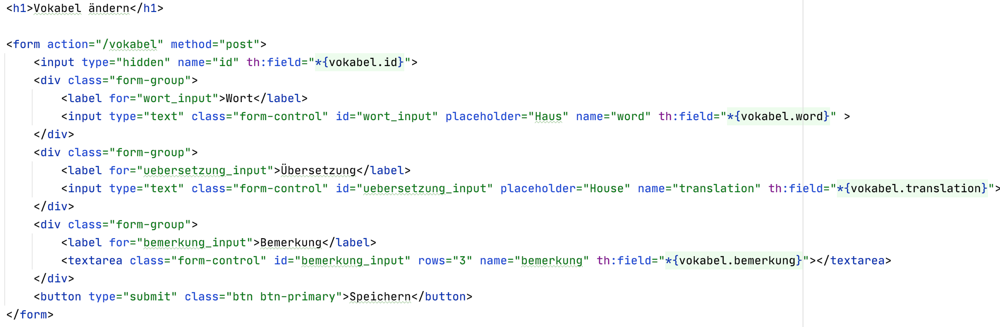 <h1>Vokabel ändern</h1>
<form action="/vokabel" method="post">
<input type="hidden" name="id" th:field="*{vokabel.id}">
<div class="form-group">
<label for="wort_input">Wort</label>
<input type="text" class="form-control" id="wort_input" placeholder="Haus" name="word" th:field="*{vokabel.word}" >
</div>
<div class="form-group">
<label for="uebersetzung_input">Übersetzung</label>
<input type="text" class="form-control" id="uebersetzung_input" placeholder="House" name="translation" th:field="*{vokabel.translation}">
</div>
<div class="form-group">
<label for="bemerkung_input">Bemerkung</label>
<textarea class="form-control" id="bemerkung_input" rows="3" name="bemerkung" th:field="*{vokabel.bemerkung}"></textarea>
</div>
<button type="submit" class="btn btn-primary">Speichern</button>
</form>